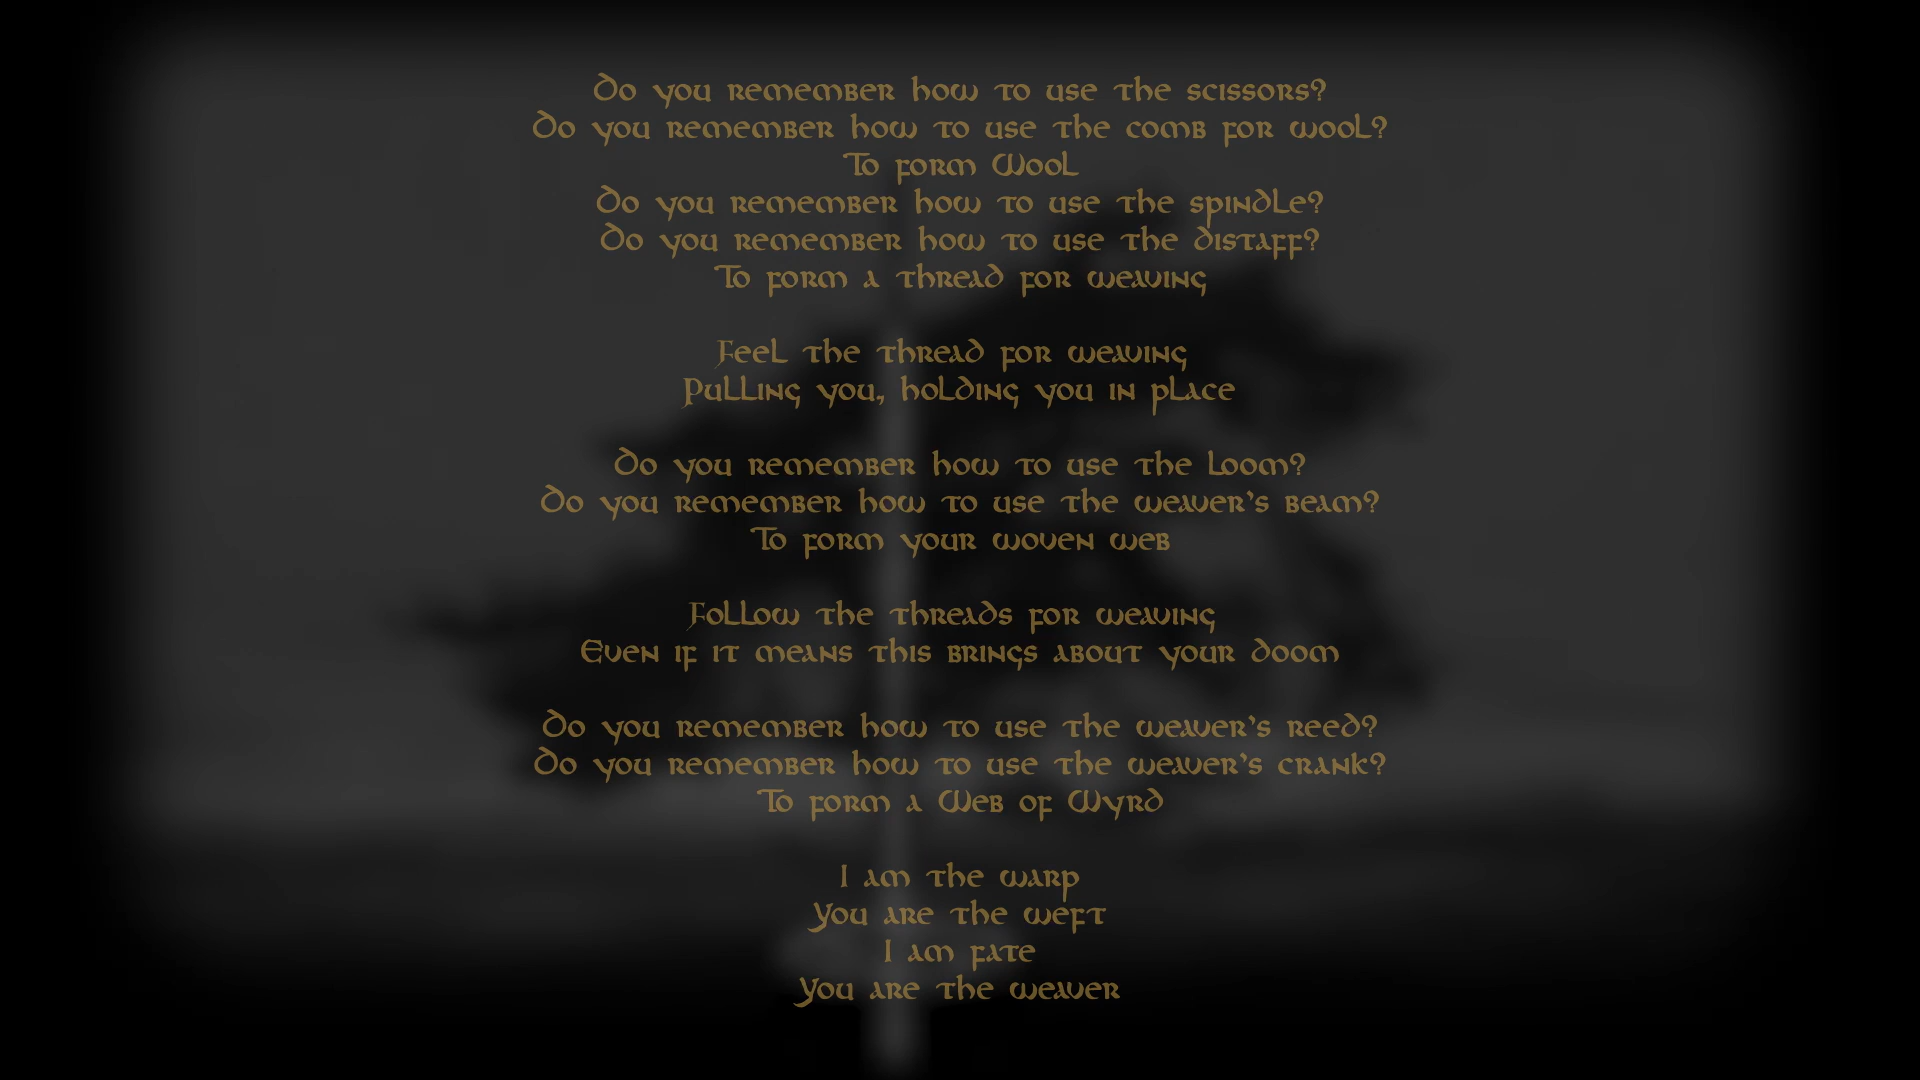 Do you remember how to use the scissors?
Do you remember how to use the comb for wool?
To form Wool
Do you remember how to use the spindle?
Do you remember how to use the distaff?
To form a thread for weaving
Feel the thread for weaving
Pulling you, holding you in place
Do you remember how to use the loom?
Do you remember how to use the weaver's beam?
To form your woven web
Follow the threads for weaving
Even if it means this brings about your doom
Do you remember how to use the weaver's reed?
Do you remember how to use the weaver's crank?
To form a Web of Wyrd
I am the warp
You are the weft
I am fate
You are the weaver